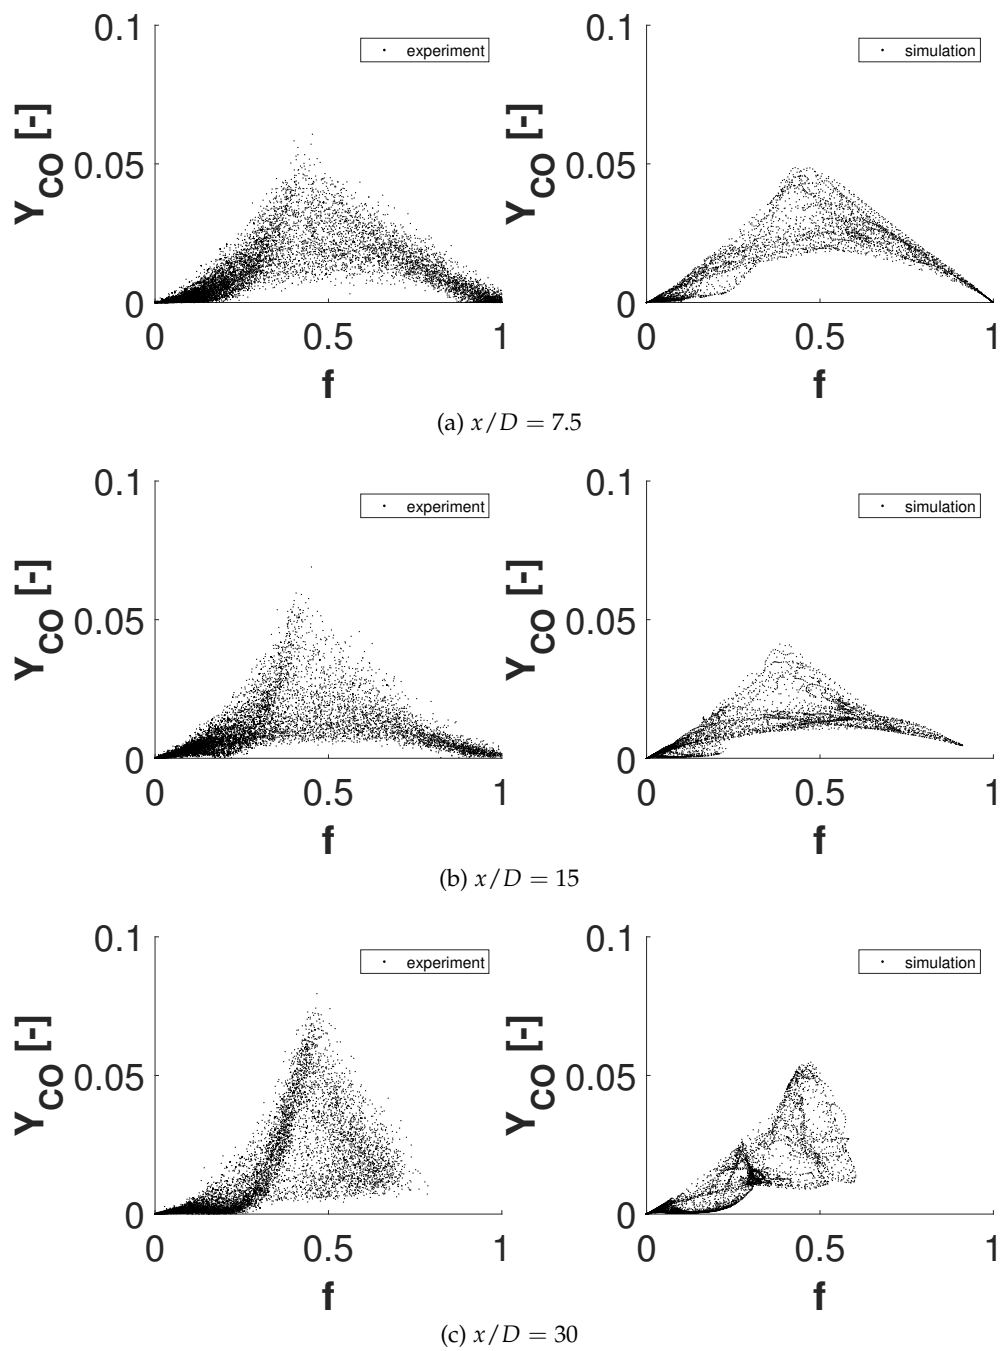 0.1
experiment
Y_CO [-]
0.05
0
0
0.5
1
f
0.1
simulation
Y_CO [-]
0.05
0
0
0.5
1
f
(a) x/D = 7.5
0.1
experiment
Y_CO [-]
0.05
0
0
0.5
1
f
0.1
simulation
Y_CO [-]
0.05
0
0
0.5
1
f
(b) x/D = 15
0.1
experiment
Y_CO [-]
0.05
0
0
0.5
1
f
0.1
simulation
Y_CO [-]
0.05
0
0
0.5
1
f
(c) x/D = 30